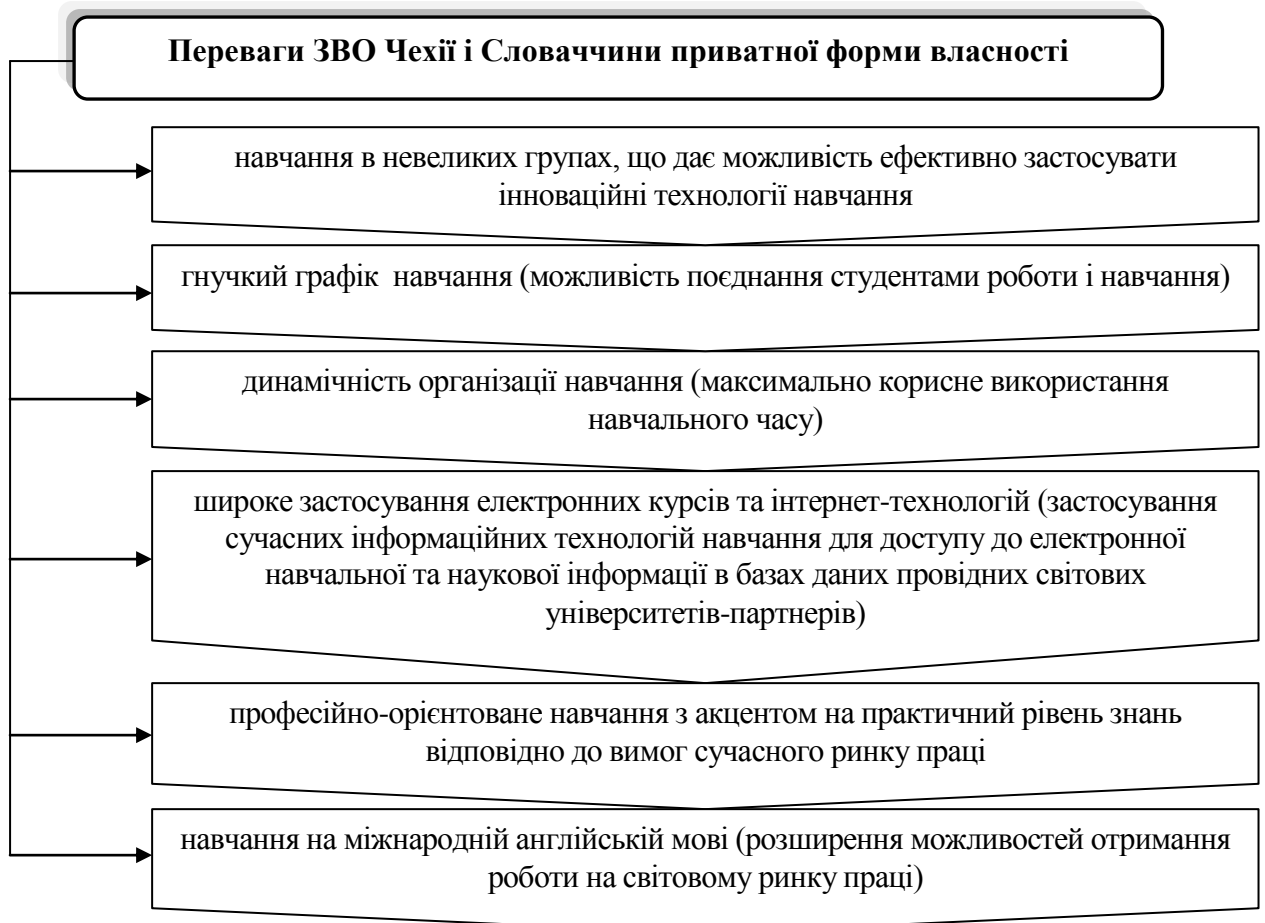 Переваги ЗВО Чехії і Словаччини приватної форми власності
навчання в невеликих групах, що дає можливість ефективно застосувати
інноваційні технології навчання
гнучкий графік навчання (можливість поєднання студентами роботи і навчання)
динамічність організації навчання (максимально корисне використання
навчального часу)
широке застосування електронних курсів та інтернет-технологій (застосування
сучасних інформаційних технологій навчання для доступу до електронної
навчальної та наукової інформації в базах даних провідних світових
університетів-партнерів)
професійно-орієнтоване навчання з акцентом на практичний рівень знань
відповідно до вимог сучасного ринку праці
навчання на міжнародній англійській мові (розширення можливостей отримання
роботи на світовому ринку праці)